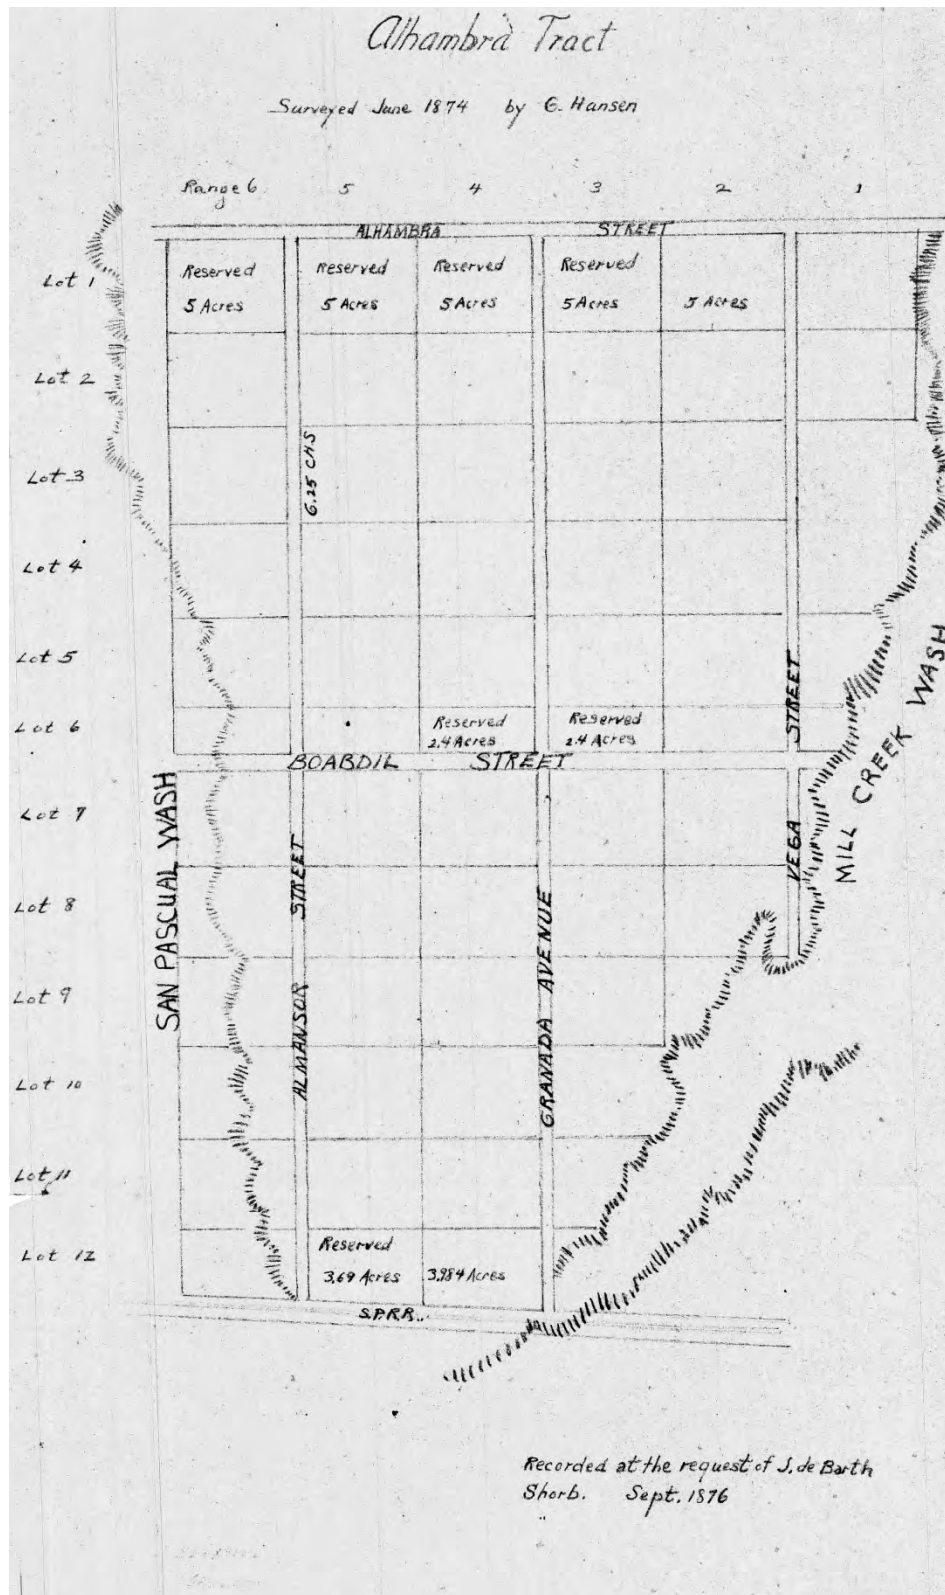 Alhambra Tract
Surveyed June 1874 by G. Hansen
Range 6 5 4 3 2 1
ALHAMBRA STREET
Lot 1
Reserved Reserved Reserved Reserved
5 Acres 5 Acres 5 Acres 5 Acres 5 Acres
Lot 2
Lot 3
6.25 CHS
Lot 4
Lot 5
Lot 6
Reserved Reserved
2.4 Acres 2.4 Acres
BOABDIL STREET
Lot 7
Lot 8
Lot 9
Lot 10
Lot 11
Lot 12
SAN PASCUAL WASH
ALMANSOR STREET
GRANADA AVENUE
VEGA STREET
MILL CREEK WASH
Reserved
3.69 Acres 3.984 Acres
S.P.R.R.
Recorded at the request of J. de Barth
Shorb. Sept. 1876